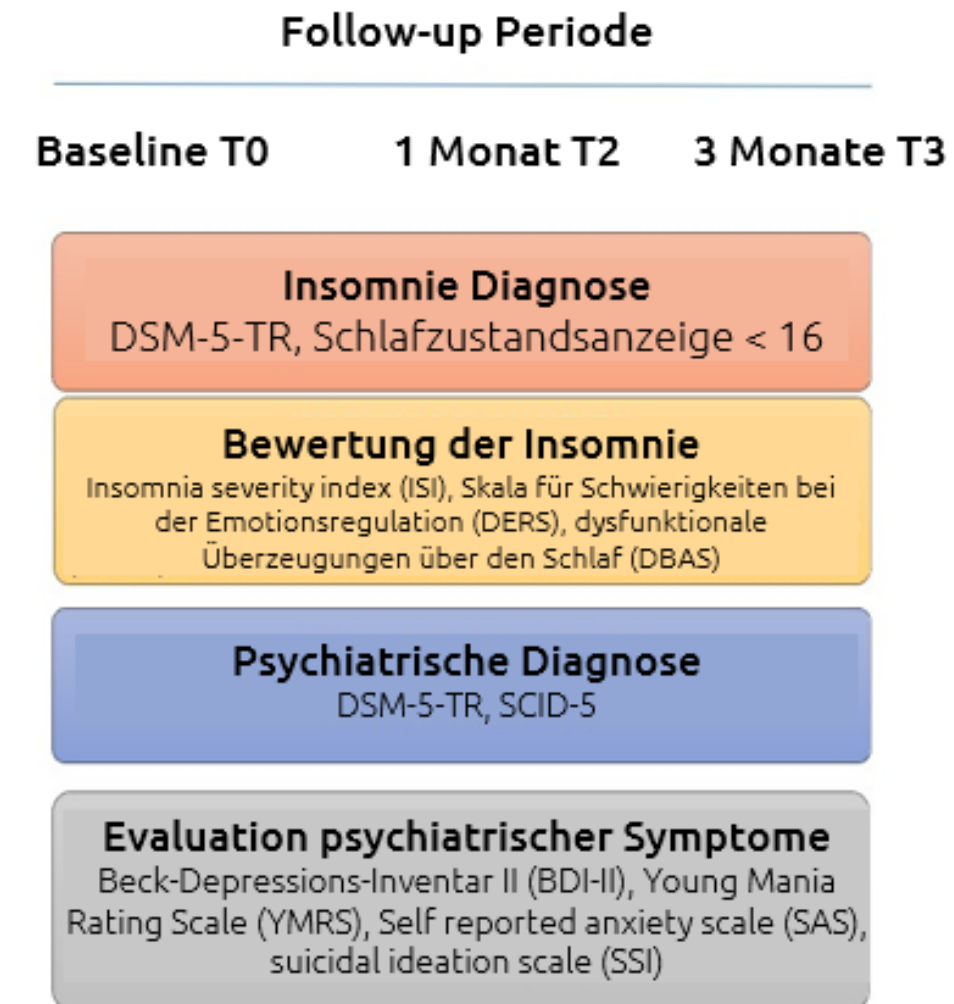 Follow-up Periode
Baseline T0 1 Monat T2 3 Monate T3
Insomnie Diagnose
DSM-5-TR, Schlafzustandsanzeige < 16
Bewertung der Insomnie
Insomnia severity index (ISI), Skala für Schwierigkeiten bei
der Emotionsregulation (DERS), dysfunktionale
Überzeugungen über den Schlaf (DBAS)
Psychiatrische Diagnose
DSM-5-TR, SCID-5
Evaluation psychiatrischer Symptome
Beck-Depressions-Inventar II (BDI-II), Young Mania
Rating Scale (YMRS), Self reported anxiety scale (SAS),
suicidal ideation scale (SSI)